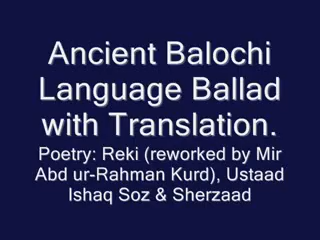 Ancient Balochi
Language Ballad
with Translation.
Poetry: Reki (reworked by Mir
Abd ur-Rahman Kurd), Ustaad
Ishaq Soz & Sherzaad